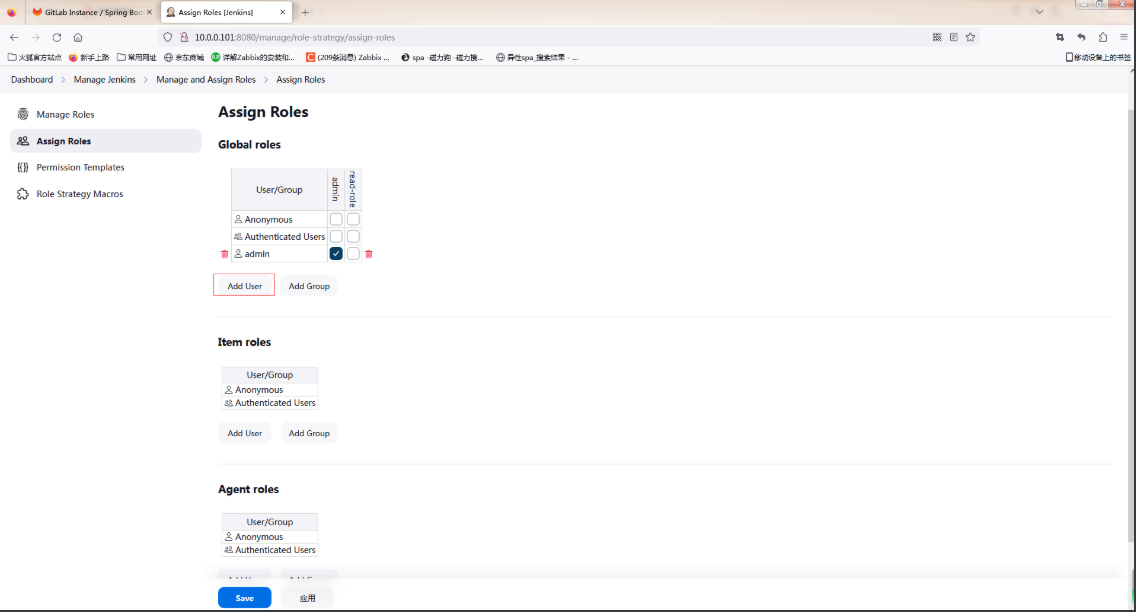 GitLab Instance / Spring Boo
Assign Roles [Jenkins]
10.0.0.101:8080/manage/role-strategy/assign-roles
火狐官方站点 新手上路 常用网址 京东商城 详解Zabbix的安装和... (209条消息) Zabbix ... spa -磁力狗 -磁力搜... 异性spa_搜索结果 - ... 移动设备上的书签
Dashboard Manage Jenkins Manage and Assign Roles Assign Roles
Manage Roles
Assign Roles
Permission Templates
Role Strategy Macros
Assign Roles
Global roles
User/Group admin read-role
Anonymous
Authenticated Users
admin
Add User Add Group
Item roles
User/Group
Anonymous
Authenticated Users
Add User Add Group
Agent roles
User/Group
Anonymous
Authenticated Users
Save 应用